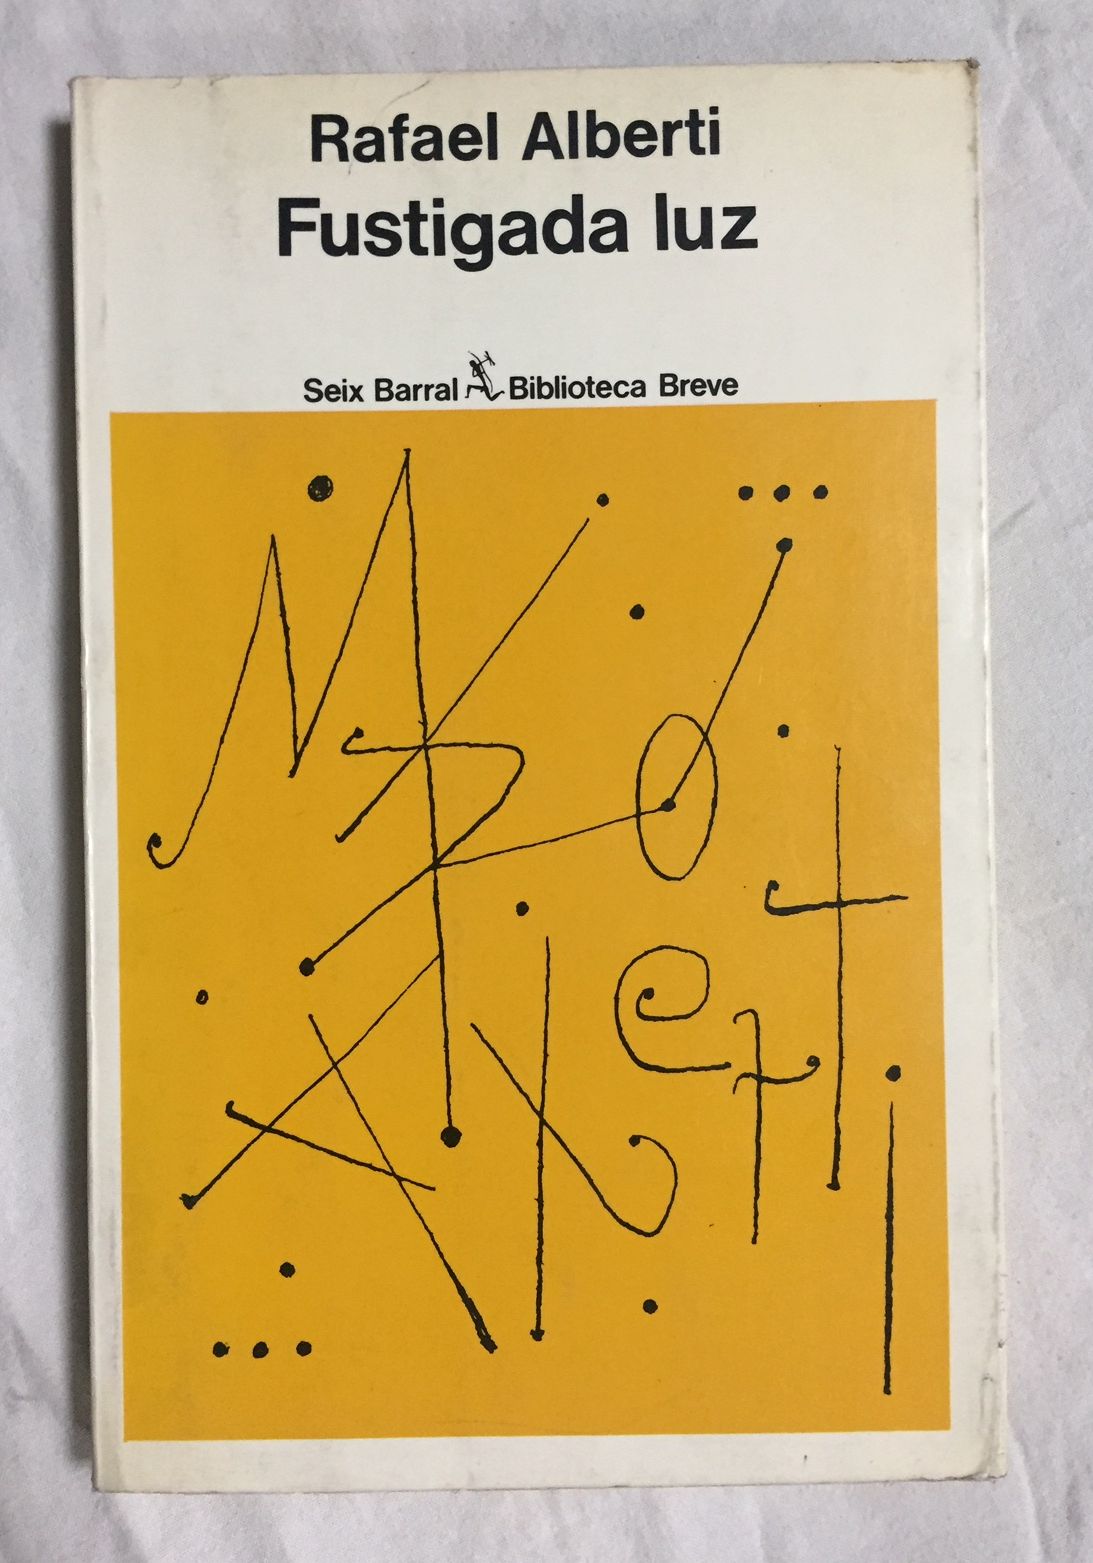 Rafael Alberti
Fustigada luz
Seix Barral Biblioteca Breve